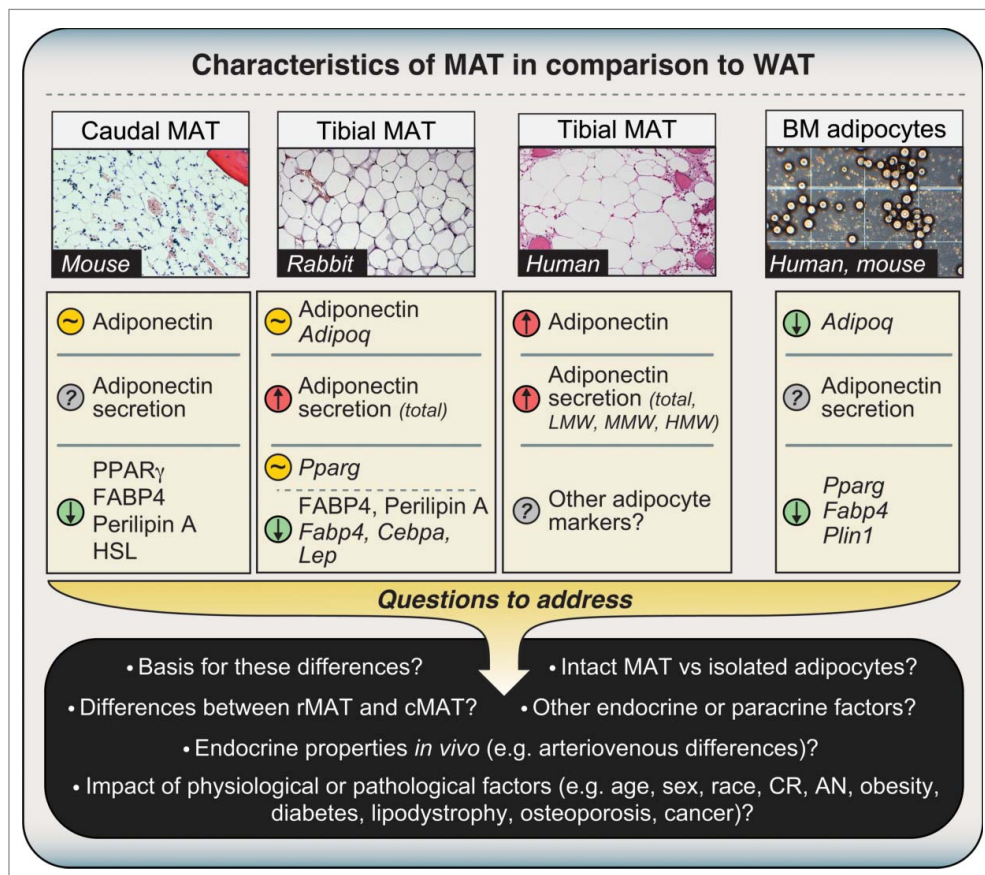 Characteristics of MAT in comparison to WAT
Caudal MAT
Mouse
~ Adiponectin
? Adiponectin
secretion
↓ PPARγ
FABP4
Perilipin A
HSL
Tibial MAT
Rabbit
~ Adiponectin
Adipoq
↑ Adiponectin
secretion (total)
~ Pparg
↓ FABP4, Perilipin A
Fabp4, Cebpa,
Lep
Tibial MAT
Human
↑ Adiponectin
↑ Adiponectin
secretion (total,
LMW, MMW, HMW)
? Other adipocyte
markers?
BM adipocytes
Human, mouse
↓ Adipoq
? Adiponectin
secretion
↓ Pparg
Fabp4
Plin1
Questions to address
• Basis for these differences?
• Intact MAT vs isolated adipocytes?
• Differences between rMAT and cMAT?
• Other endocrine or paracrine factors?
• Endocrine properties in vivo (e.g. arteriovenous differences)?
• Impact of physiological or pathological factors (e.g. age, sex, race, CR, AN, obesity,
diabetes, lipodystrophy, osteoporosis, cancer)?